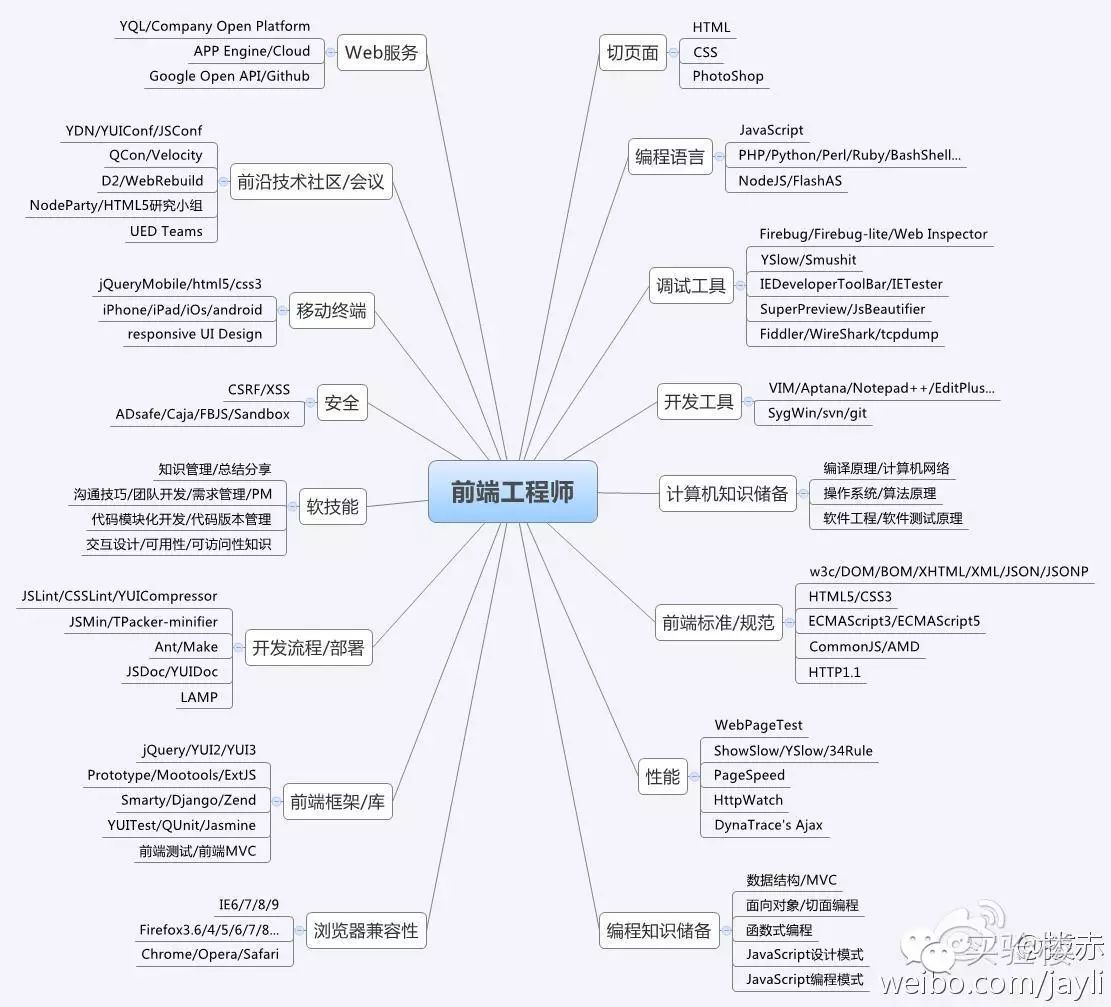 前端工程师
Web服务
YQL/Company Open Platform
APP Engine/Cloud
Google Open API/Github
前沿技术社区/会议
YDN/YUIConf/JSConf
QCon/Velocity
D2/WebRebuild
NodeParty/HTML5研究小组
UED Teams
移动终端
jQueryMobile/html5/css3
iPhone/iPad/iOs/android
responsive UI Design
安全
CSRF/XSS
ADsafe/Caja/FBJS/Sandbox
软技能
知识管理/总结分享
沟通技巧/团队开发/需求管理/PM
代码模块化开发/代码版本管理
交互设计/可用性/可访问性知识
开发流程/部署
JSLint/CSSLint/YUICompressor
JSMin/TPacker-minifier
Ant/Make
JSDoc/YUIDoc
LAMP
前端框架/库
jQuery/YUI2/YUI3
Prototype/Mootools/ExtJS
Smarty/Django/Zend
YUITest/QUnit/Jasmine
前端测试/前端MVC
浏览器兼容性
IE6/7/8/9
Firefox3.6/4/5/6/7/8...
Chrome/Opera/Safari
切页面
HTML
CSS
PhotoShop
编程语言
JavaScript
PHP/Python/Perl/Ruby/BashShell...
NodeJS/FlashAS
调试工具
Firebug/Firebug-lite/Web Inspector
YSlow/Smushit
IEDeveloperToolBar/IETester
SuperPreview/JsBeautifier
Fiddler/WireShark/tcpdump
开发工具
VIM/Aptana/Notepad++/EditPlus...
SygWin/svn/git
计算机知识储备
编译原理/计算机网络
操作系统/算法原理
软件工程/软件测试原理
前端标准/规范
w3c/DOM/BOM/XHTML/XML/JSON/JSONP
HTML5/CSS3
ECMAScript3/ECMAScript5
CommonJS/AMD
HTTP1.1
性能
WebPageTest
ShowSlow/YSlow/34Rule
PageSpeed
HttpWatch
DynaTrace's Ajax
编程知识储备
数据结构/MVC
面向对象/切面编程
函数式编程
JavaScript设计模式
JavaScript编程模式
实验楼
weibo.com/jayli